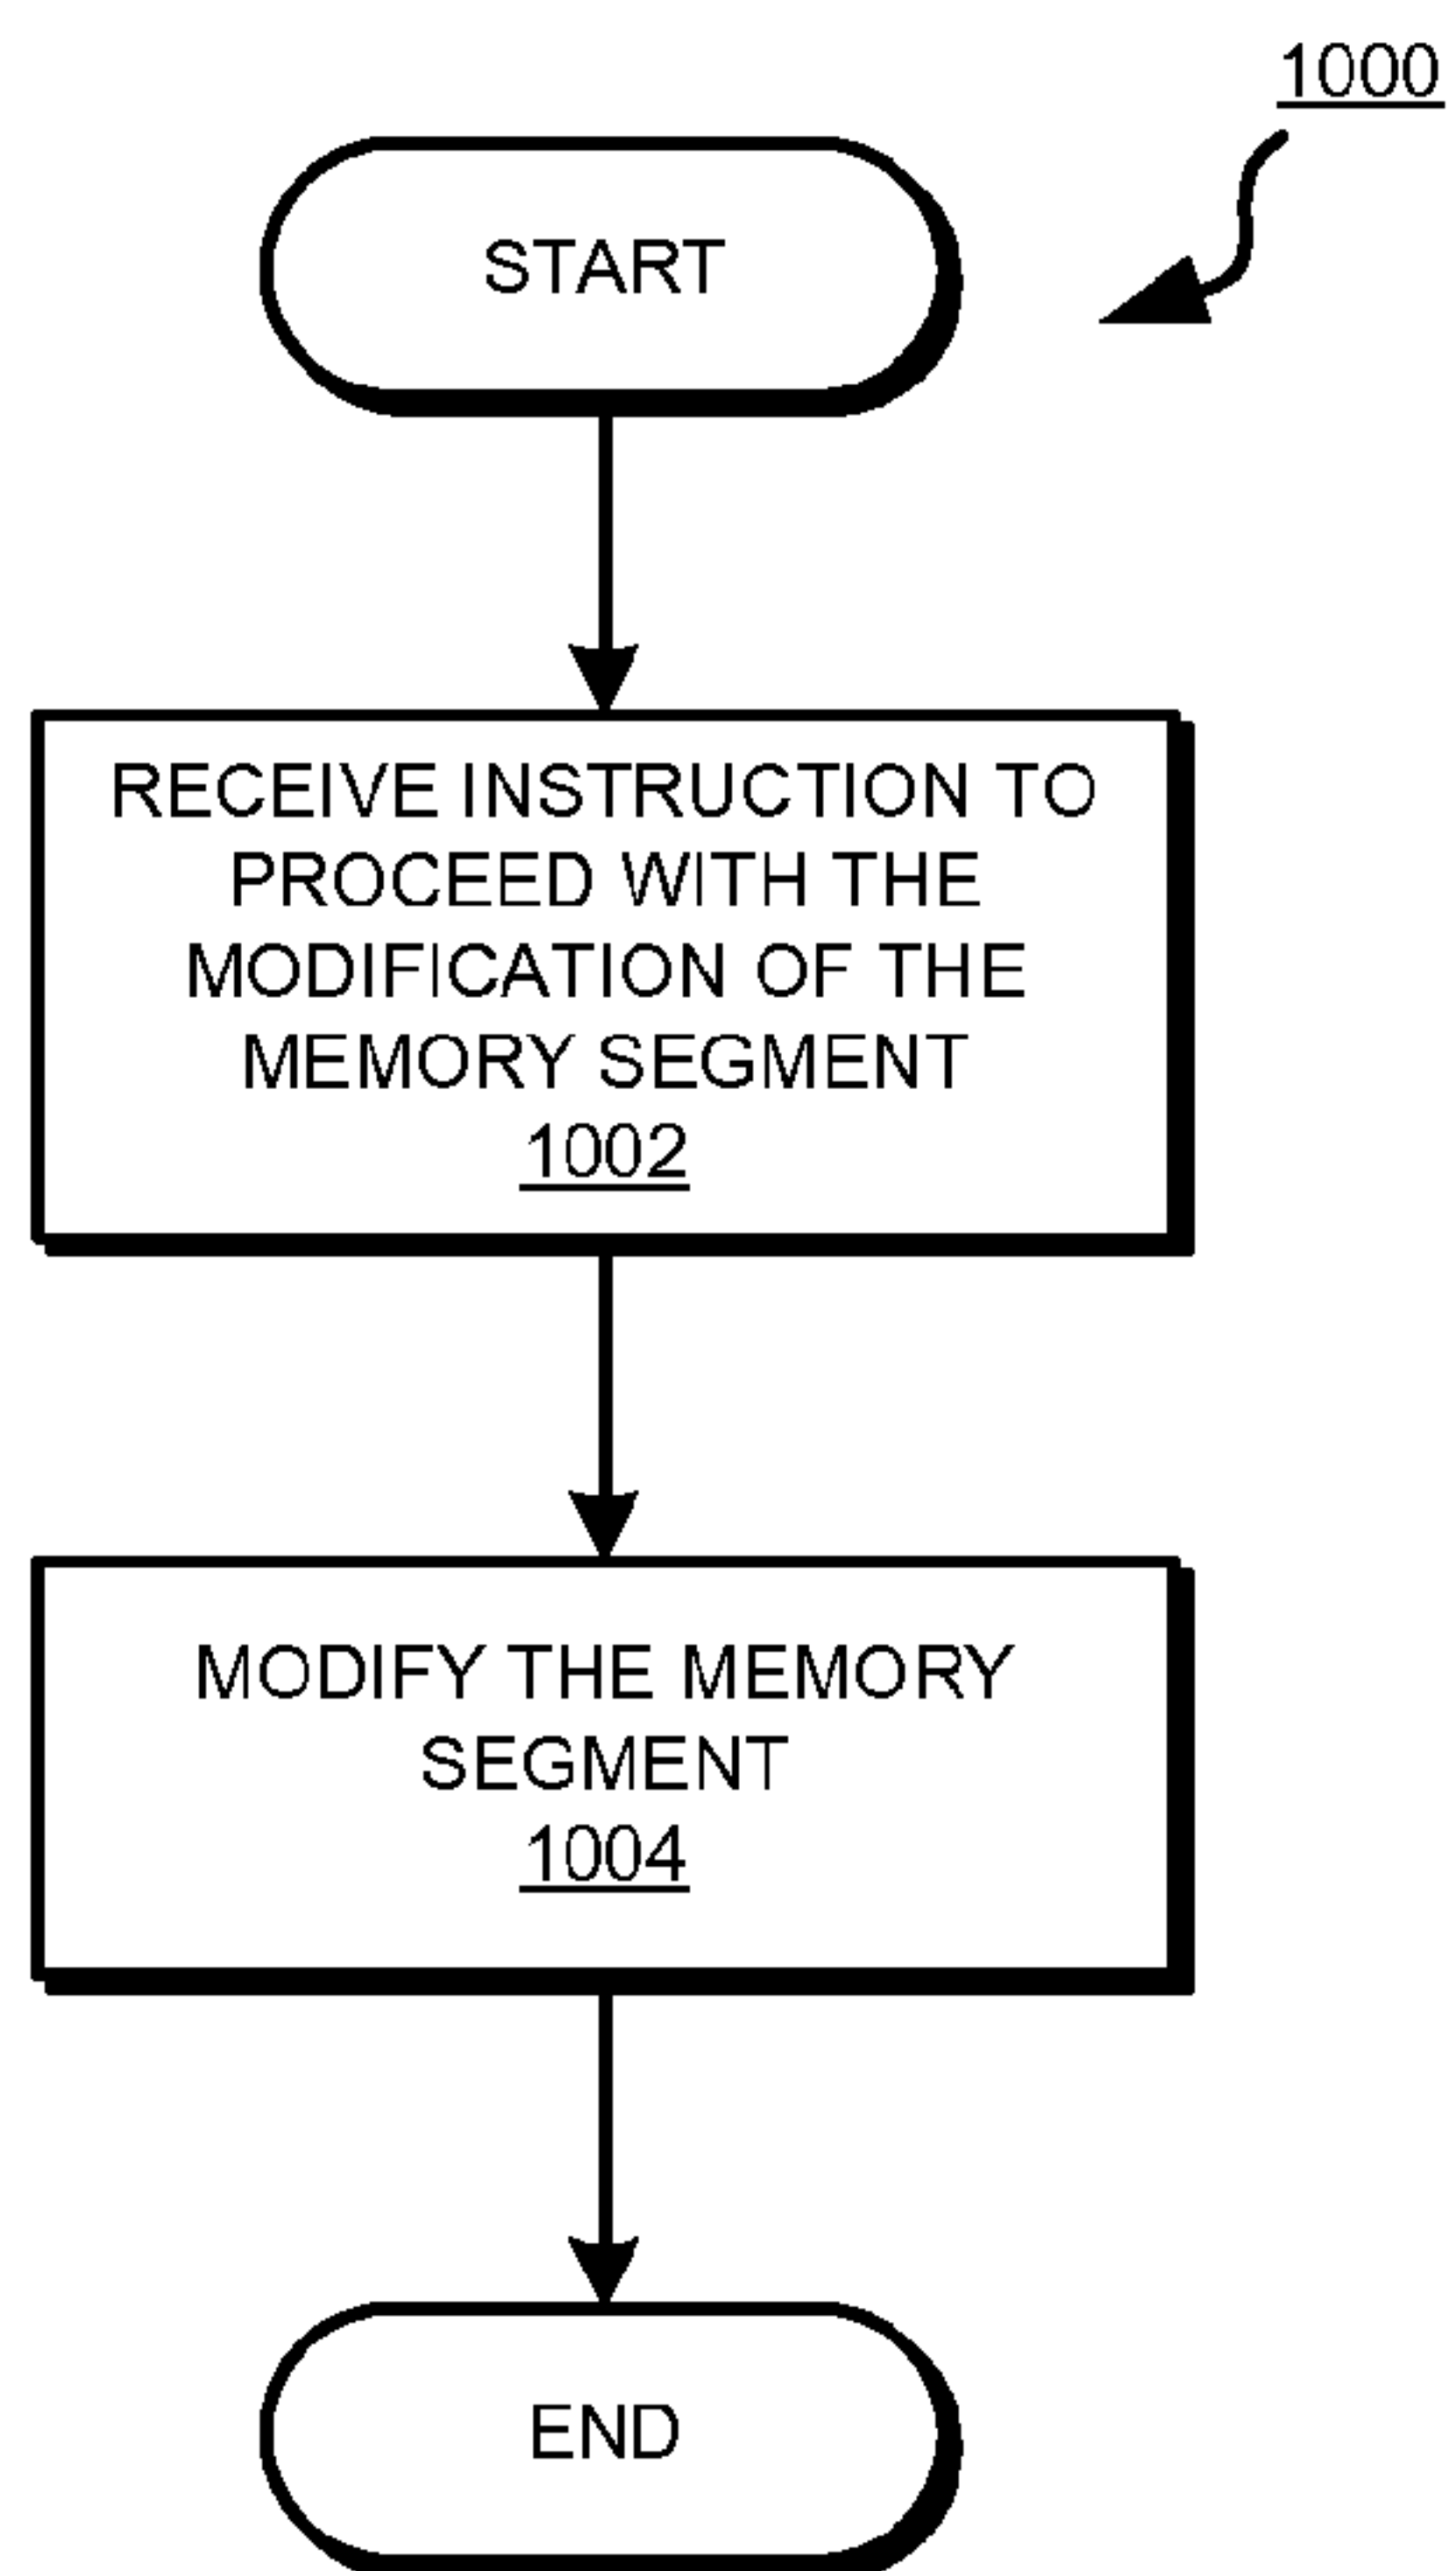 1000
START
RECEIVE INSTRUCTION TO
PROCEED WITH THE
MODIFICATION OF THE
MEMORY SEGMENT
1002
MODIFY THE MEMORY
SEGMENT
1004
END